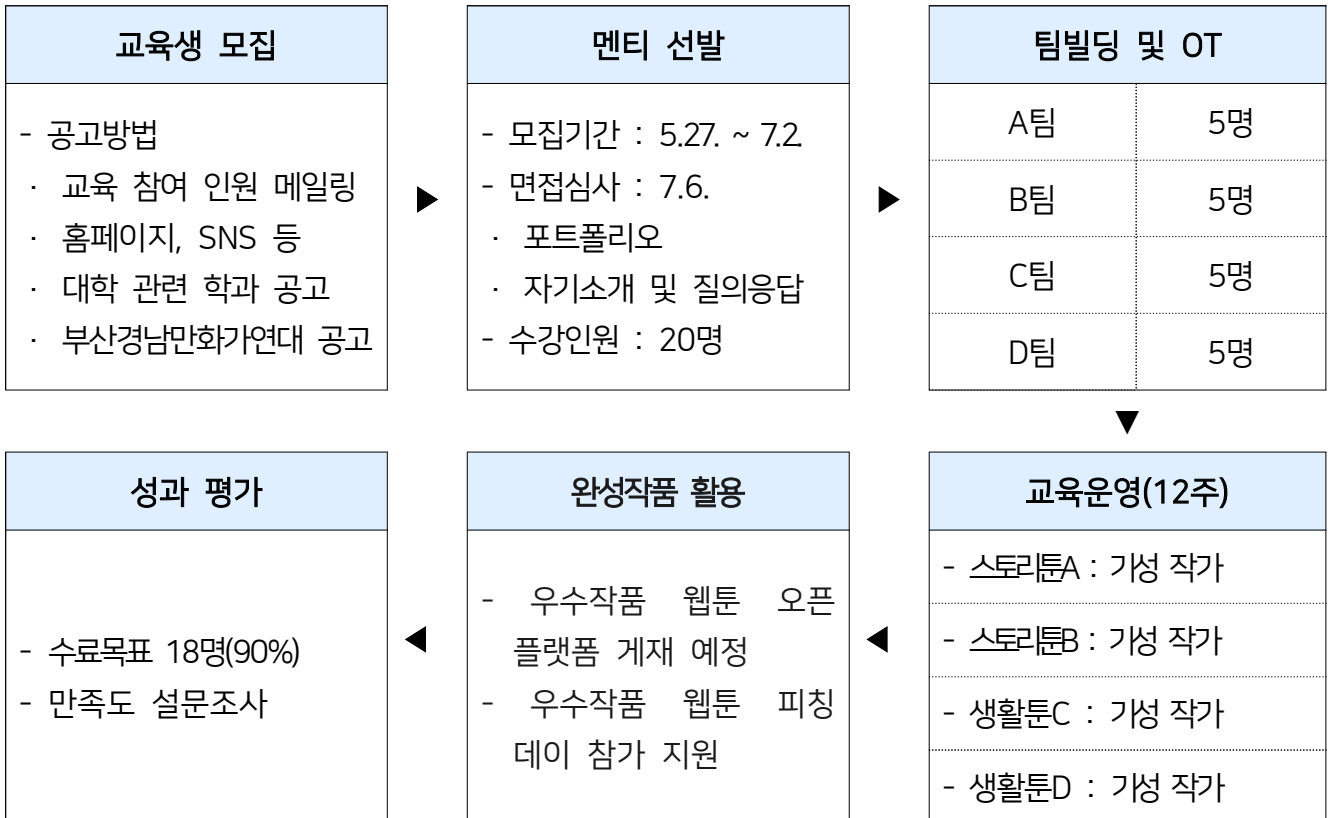 교육생 모집
- 공고방법
· 교육 참여 인원 메일링
· 홈페이지, SNS 등
· 대학 관련 학과 공고
· 부산경남만화가연대 공고
▶
멘티 선발
- 모집기간 : 5.27. ~ 7.2.
- 면접심사 : 7.6.
· 포트폴리오
· 자기소개 및 질의응답
- 수강인원 : 20명
▶
팀빌딩 및 OT
A팀 5명
B팀 5명
C팀 5명
D팀 5명
▼
교육운영(12주)
- 스토리툰A : 기성 작가
- 스토리툰B : 기성 작가
- 생활툰C : 기성 작가
- 생활툰D : 기성 작가
◀
완성작품 활용
- 우수작품 웹툰 오픈
플랫폼 게재 예정
- 우수작품 웹툰 피칭
데이 참가 지원
◀
성과 평가
- 수료목표 18명(90%)
- 만족도 설문조사